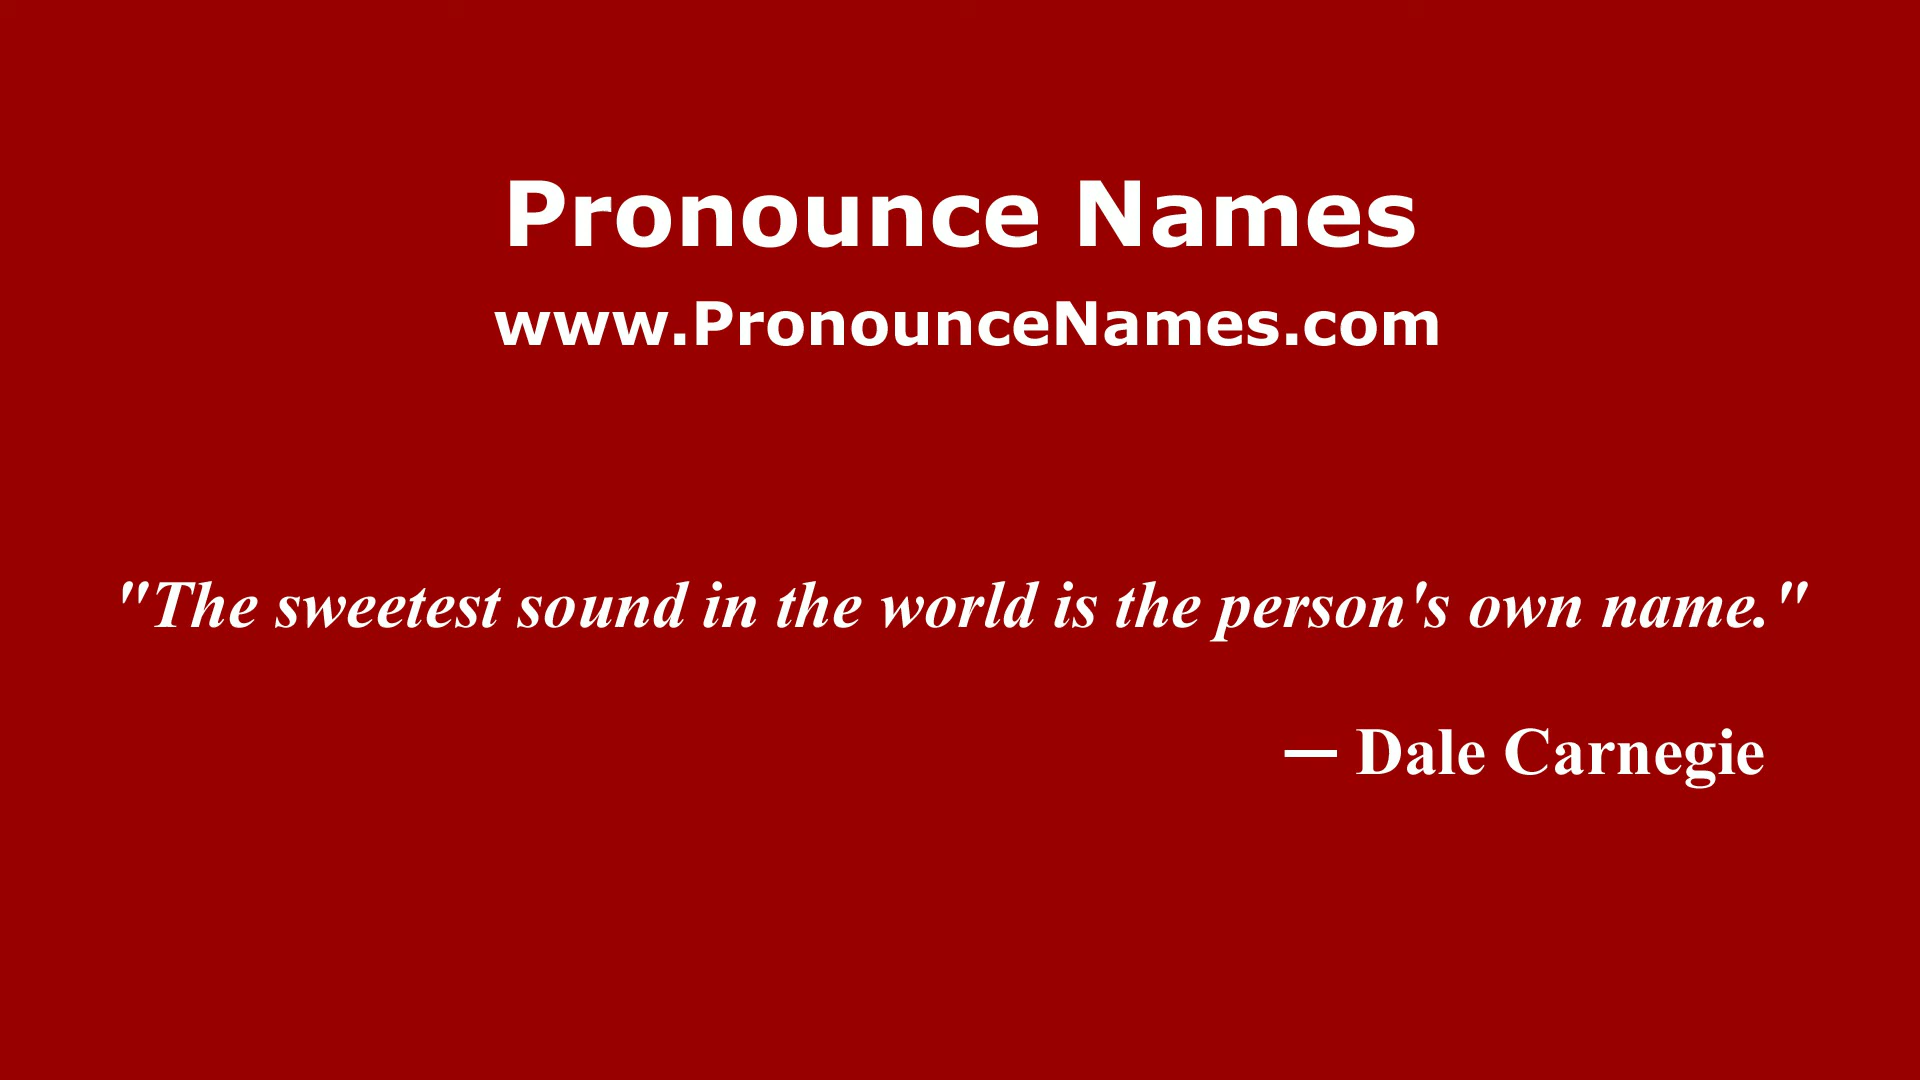 Pronounce Names
www.PronounceNames.com
"The sweetest sound in the world is the person's own name."
— Dale Carnegie